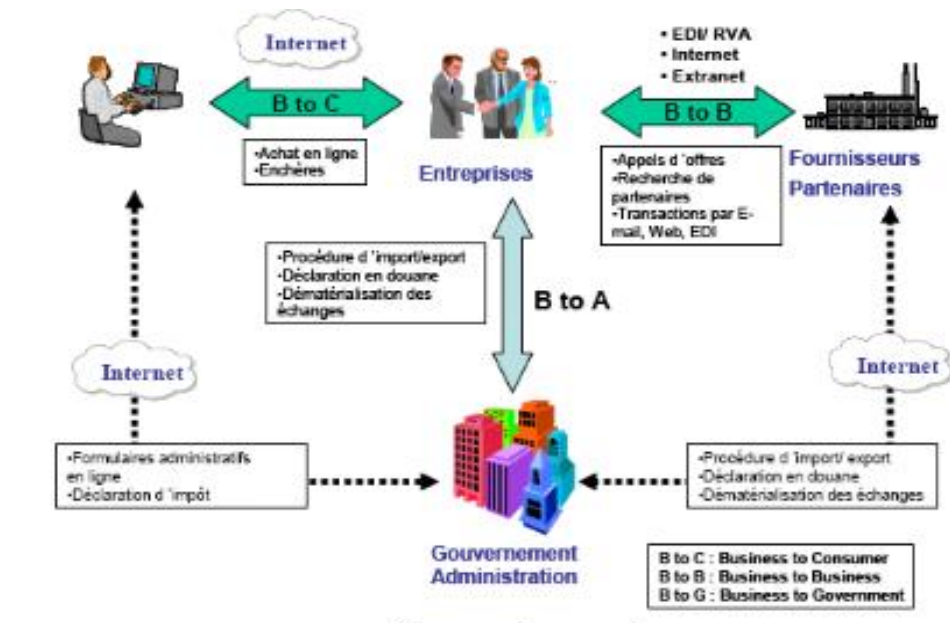 Internet
• EDI/ RVA
• Internet
• Extranet
B to C
B to B
•Achat en ligne
•Enchères
Entreprises
•Appels d 'offres
•Recherche de
partenaires
•Transactions par E-
mail, Web, EDI
Fournisseurs
Partenaires
•Procédure d 'import/export
•Déclaration en douane
•Dématérialisation des
échanges
B to A
Internet
Internet
•Formulaires administratifs
en ligne
•Déclaration d 'impôt
•Procédure d 'import/ export
•Déclaration en douane
•Dématérialisation des échanges
Gouvernement
Administration
B to C : Business to Consumer
B to B : Business to Business
B to G : Business to Government